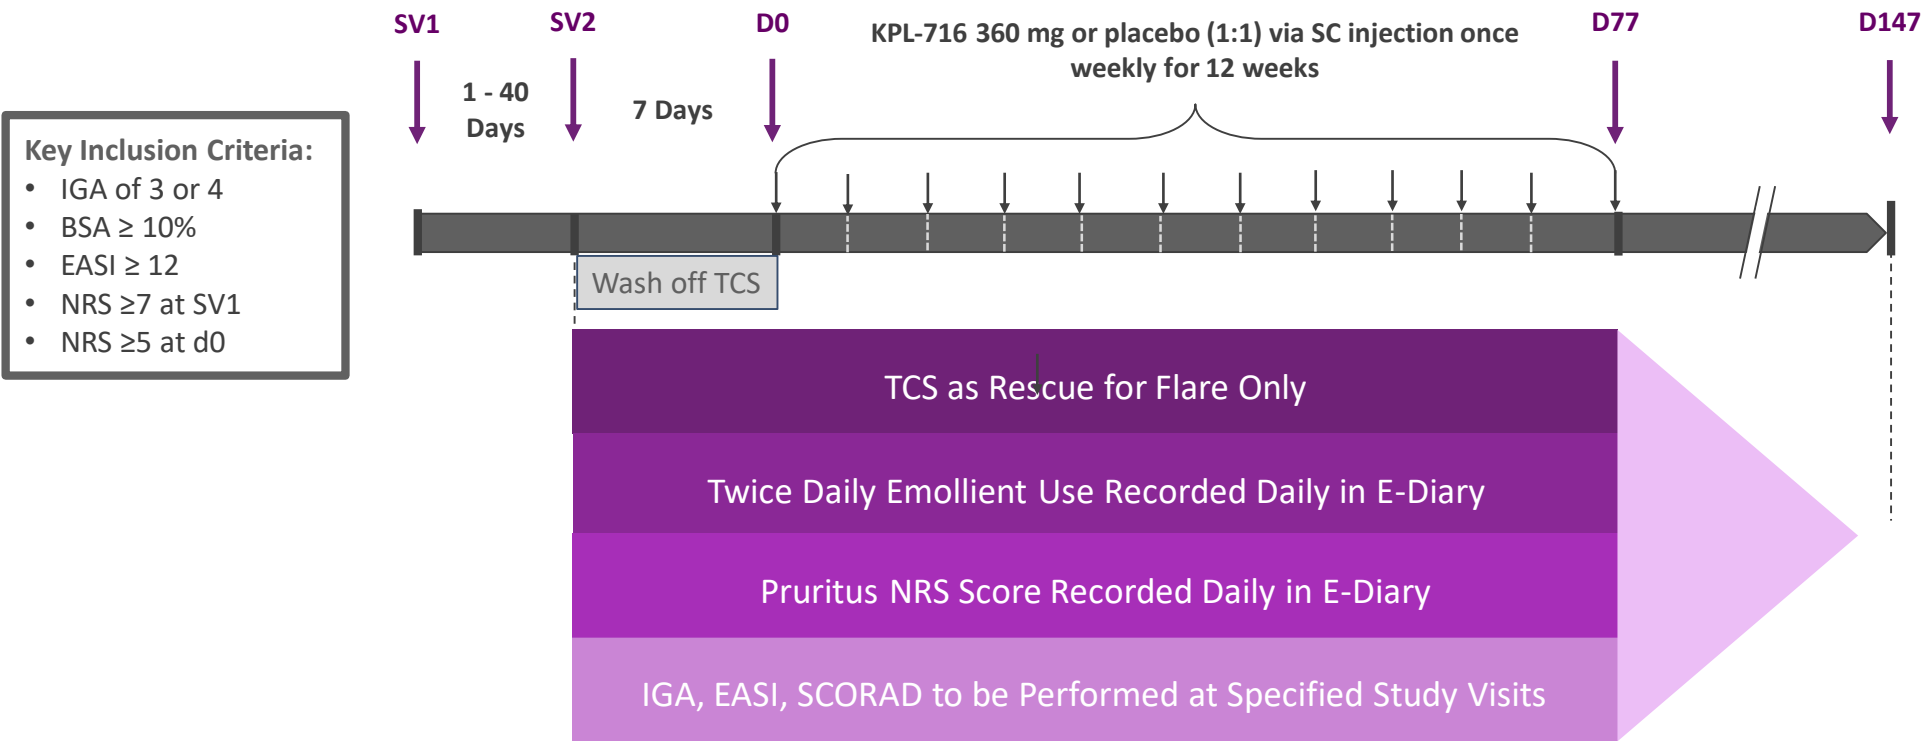 SV1
SV2
D0
KPL-716 360 mg or placebo (1:1) via SC injection once
weekly for 12 weeks
D77
D147
1 - 40
Days
7 Days
Key Inclusion Criteria:
• IGA of 3 or 4
• BSA ≥ 10%
• EASI ≥ 12
• NRS ≥7 at SV1
• NRS ≥5 at d0
Wash off TCS
TCS as Rescue for Flare Only
Twice Daily Emollient Use Recorded Daily in E-Diary
Pruritus NRS Score Recorded Daily in E-Diary
IGA, EASI, SCORAD to be Performed at Specified Study Visits